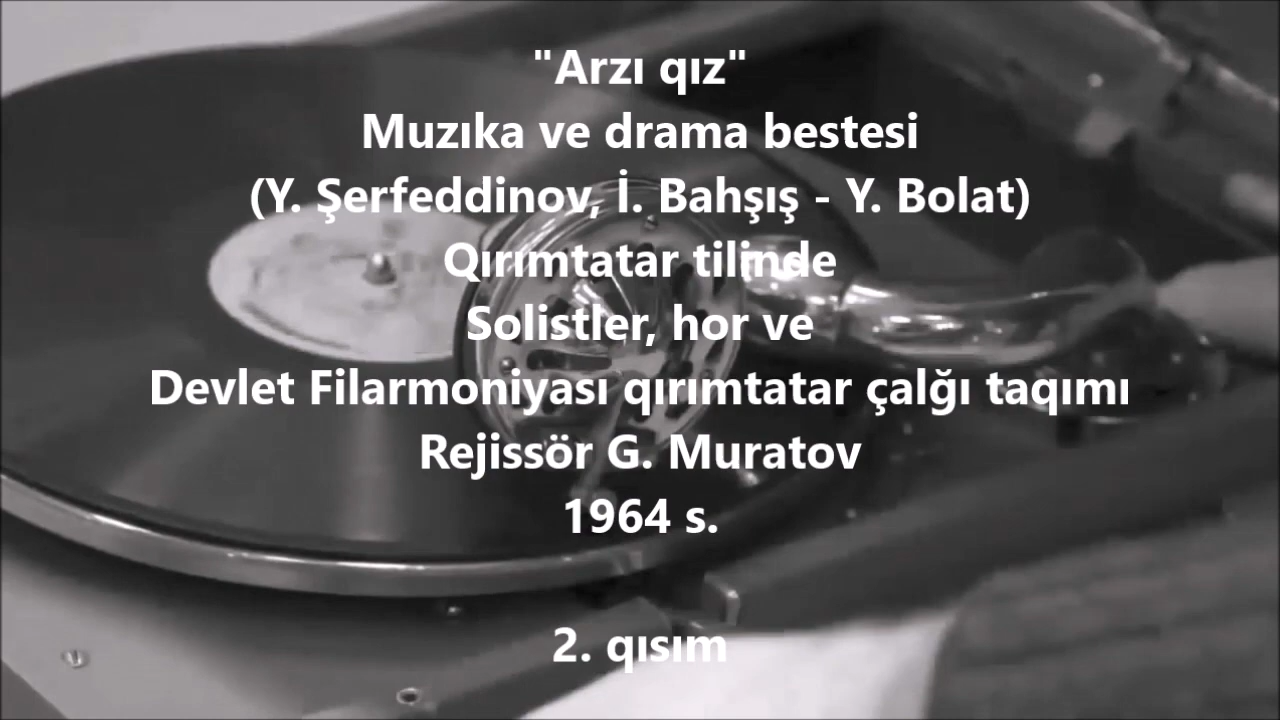 "Arzı qız"
Muzıka ve drama bestesi
(Y. Şerfeddinov, İ. Bahşış - Y. Bolat)
Qırımtatar tilinde
Solistler, hor ve
Devlet Filarmoniyası qırımtatar çalğı taqımı
Rejissör G. Muratov
1964 s.
2. qısım